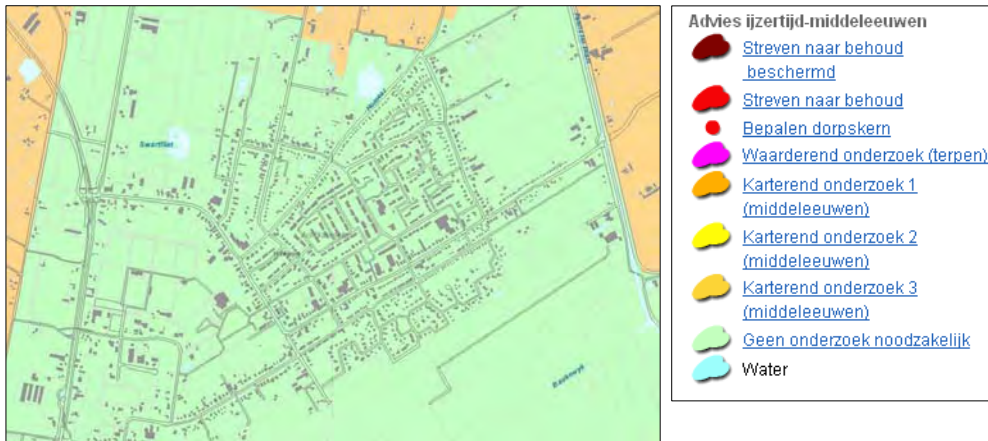 Swartfliet
Advies ijzertijd-middeleeuwen
Streven naar behoud
beschermd
Streven naar behoud
Bepalen dorpskern
Waarderend onderzoek (terpen)
Karterend onderzoek 1
(middeleeuwen)
Karterend onderzoek 2
(middeleeuwen)
Karterend onderzoek 3
(middeleeuwen)
Geen onderzoek noodzakelijk
Water